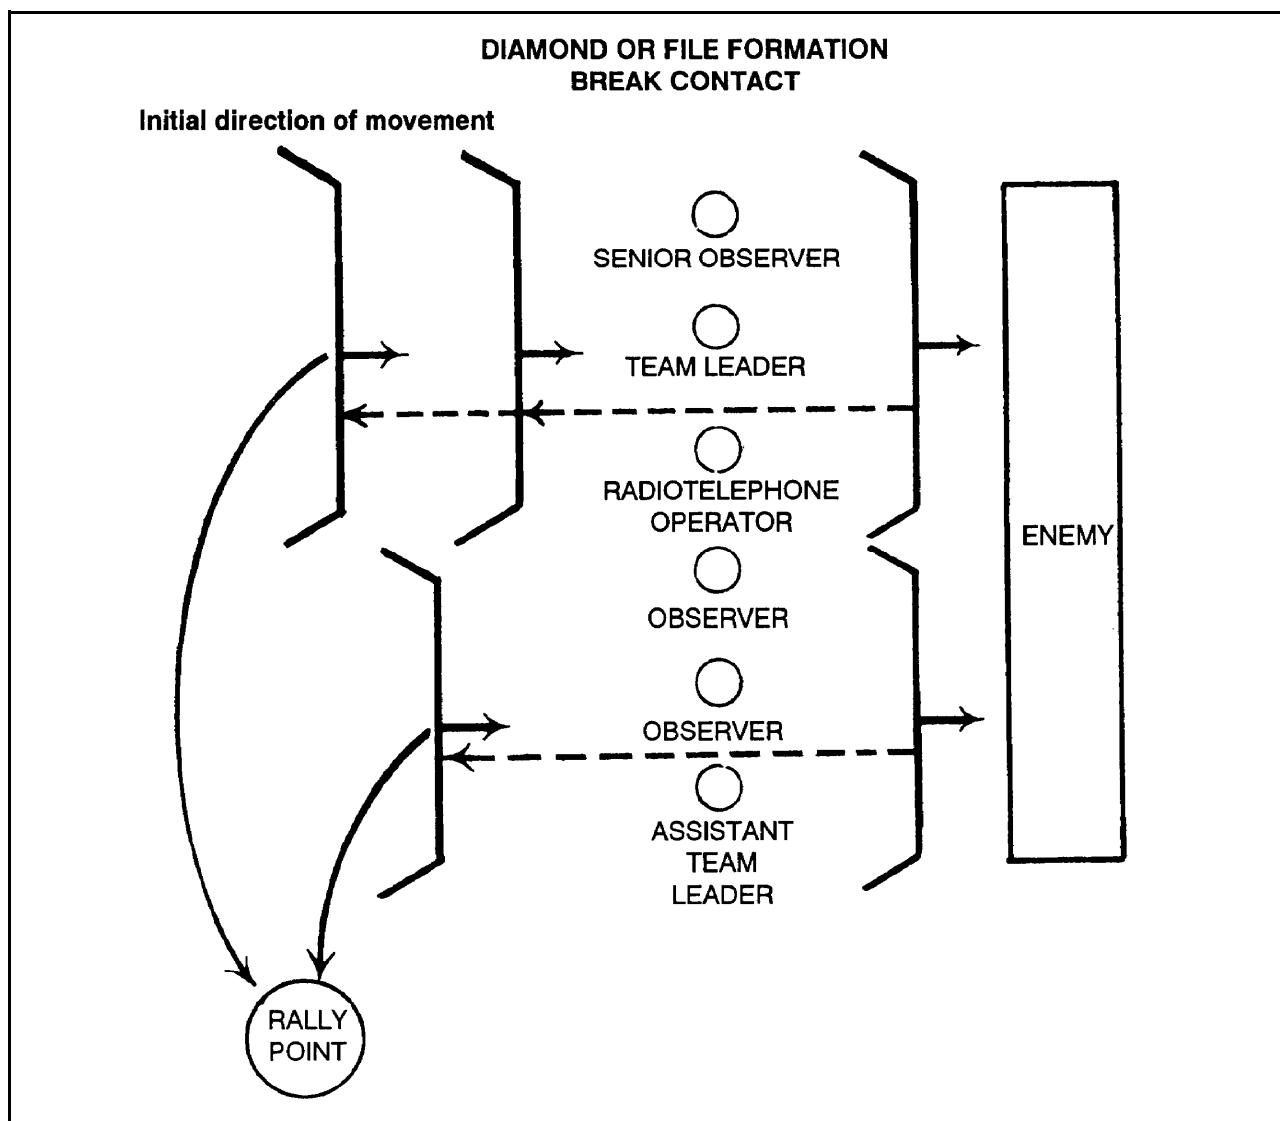 DIAMOND OR FILE FORMATION
BREAK CONTACT
Initial direction of movement
SENIOR OBSERVER
TEAM LEADER
RADIOTELEPHONE
OPERATOR
ENEMY
OBSERVER
OBSERVER
ASSISTANT
TEAM
LEADER
RALLY
POINT